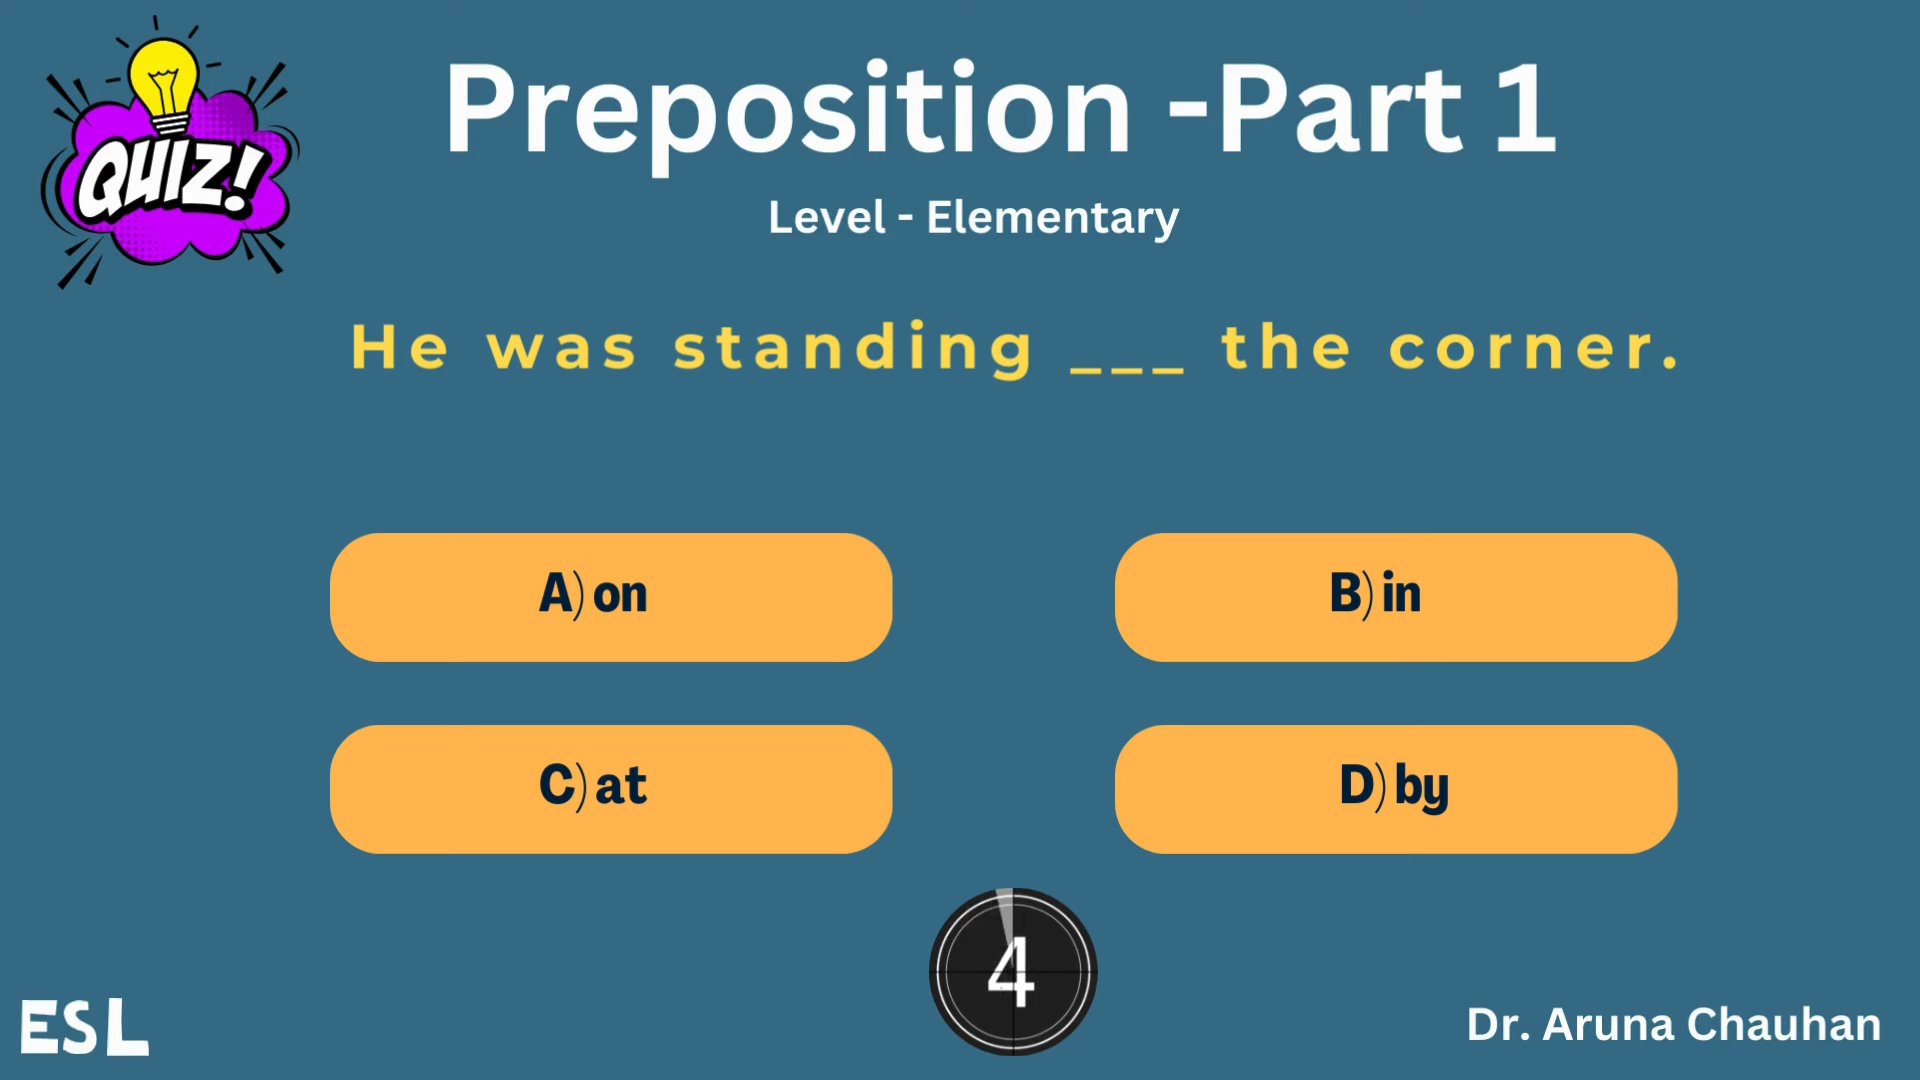 QUIZ!
Preposition -Part 1
Level - Elementary
He was standing ___ the corner.
A) on
B) in
C) at
D) by
4
ESL
Dr. Aruna Chauhan